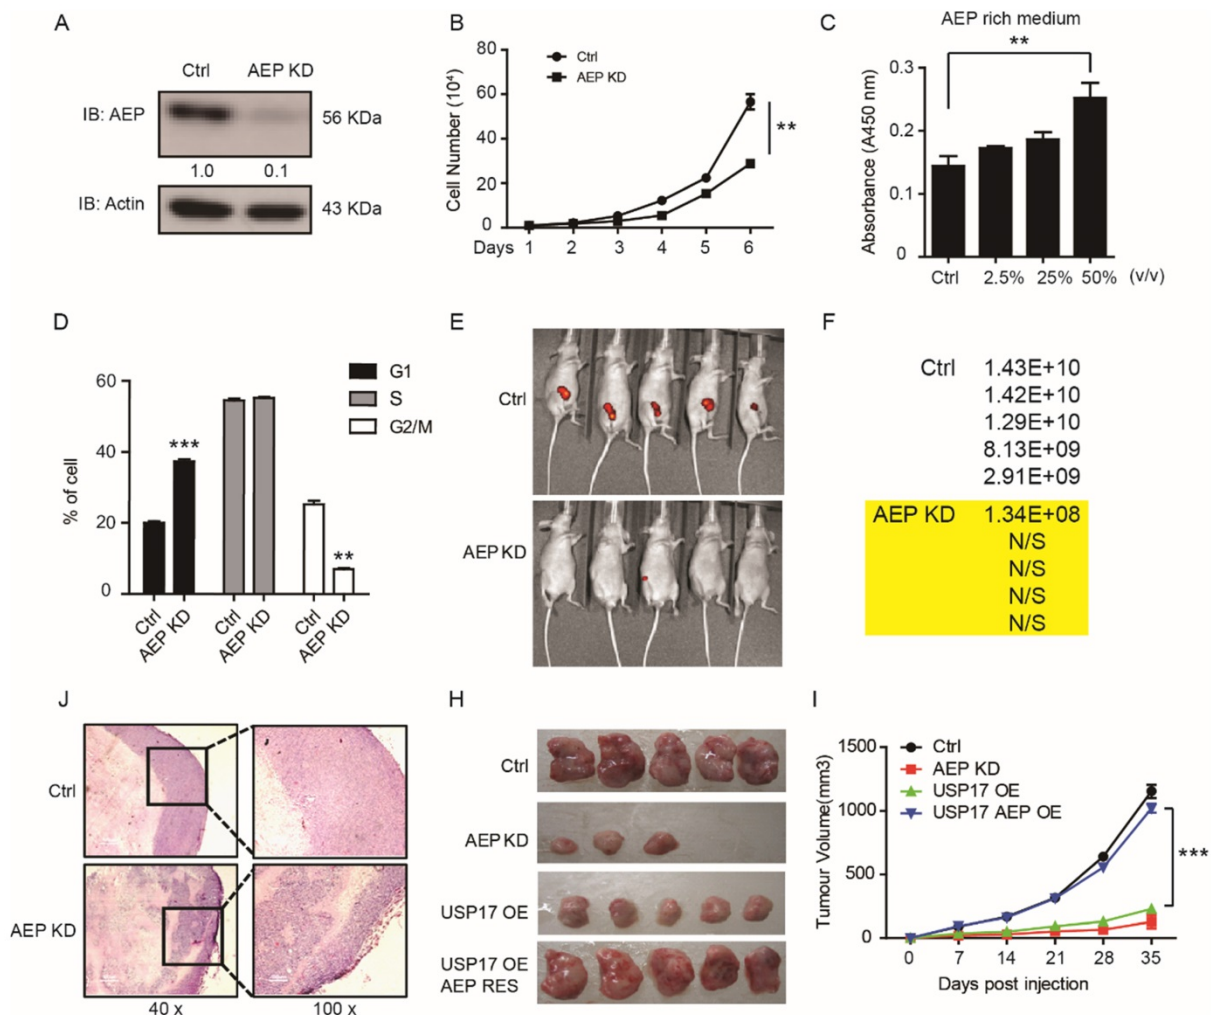 A
Ctrl AEP KD
IB: AEP
56 KDa
1.0 0.1
IB: Actin
43 KDa
B
Ctrl
AEP KD
Cell Number (10⁴)
80
60
40
20
0
**
Days 1 2 3 4 5 6
C
AEP rich medium
**
Absorbance (A450 nm)
0.3
0.2
0.1
0
Ctrl 2.5% 25% 50% (v/v)
D
G1
S
G2/M
% of cell
60
40
20
0
***
**
Ctrl
AEP KD
Ctrl
AEP KD
Ctrl
AEP KD
E
Ctrl
AEP KD
F
Ctrl 1.43E+10
1.42E+10
1.29E+10
8.13E+09
2.91E+09
AEP KD 1.34E+08
N/S
N/S
N/S
N/S
J
Ctrl
AEP KD
40 x 100 x
H
Ctrl
AEP KD
USP17 OE
USP17 OE
AEP RES
I
Ctrl
AEP KD
USP17 OE
USP17 AEP OE
Tumour Volume(mm3)
1500
1000
500
0
***
0 7 14 21 28 35
Days post injection